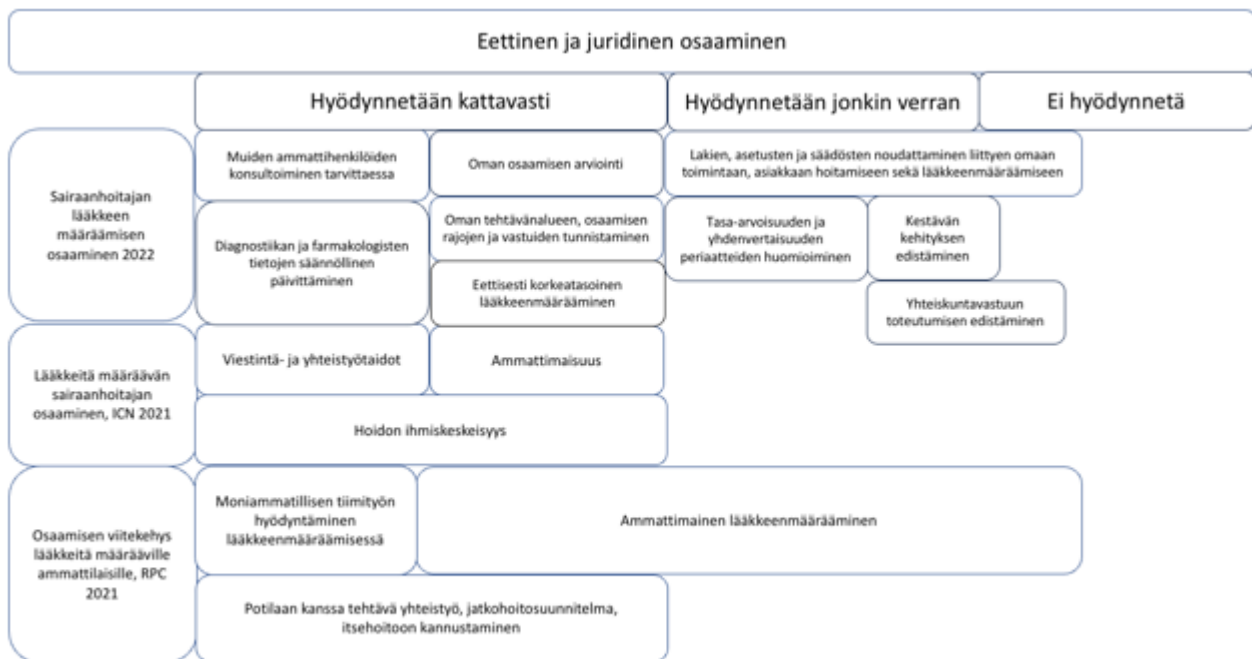 Eettinen ja juridinen osaaminen
Hyödynnetään kattavasti
Hyödynnetään jonkin verran
Ei hyödynnetä
Sairaanhoitajan
lääkkeen
määräämisen
osaaminen 2022
Muiden ammattihenkilöiden
konsultoiminen tarvittaessa
Oman osaamisen arviointi
Lakien, asetusten ja säädösten noudattaminen liittyen omaan
toimintaan, asiakkaan hoitamiseen sekä lääkkeenmääräämiseen
Diagnostiikan ja farmakologisten
tietojen säännöllinen
päivittäminen
Oman tehtävänalueen, osaamisen
rajojen ja vastuiden tunnistaminen
Tasa-arvoisuuden ja
yhdenvertaisuuden
periaatteiden huomioiminen
Kestävän
kehityksen
edistäminen
Eettisesti korkeatasoinen
lääkkeenmäärääminen
Yhteiskuntavastuun
toteutumisen edistäminen
Lääkkeitä määräävän
sairaanhoitajan
osaaminen, ICN 2021
Viestintä- ja yhteistyötaidot
Ammattimaisuus
Hoidon ihmiskeskeisyys
Osaamisen viitekehys
lääkkeitä määrääville
ammattilaisille, RPC
2021
Moniammatillisen tiimityön
hyödyntäminen
lääkkeenmääräämisessä
Ammattimainen lääkkeenmäärääminen
Potilaan kanssa tehtävä yhteistyö, jatkohoitosuunnitelma,
itsehoitoon kannustaminen